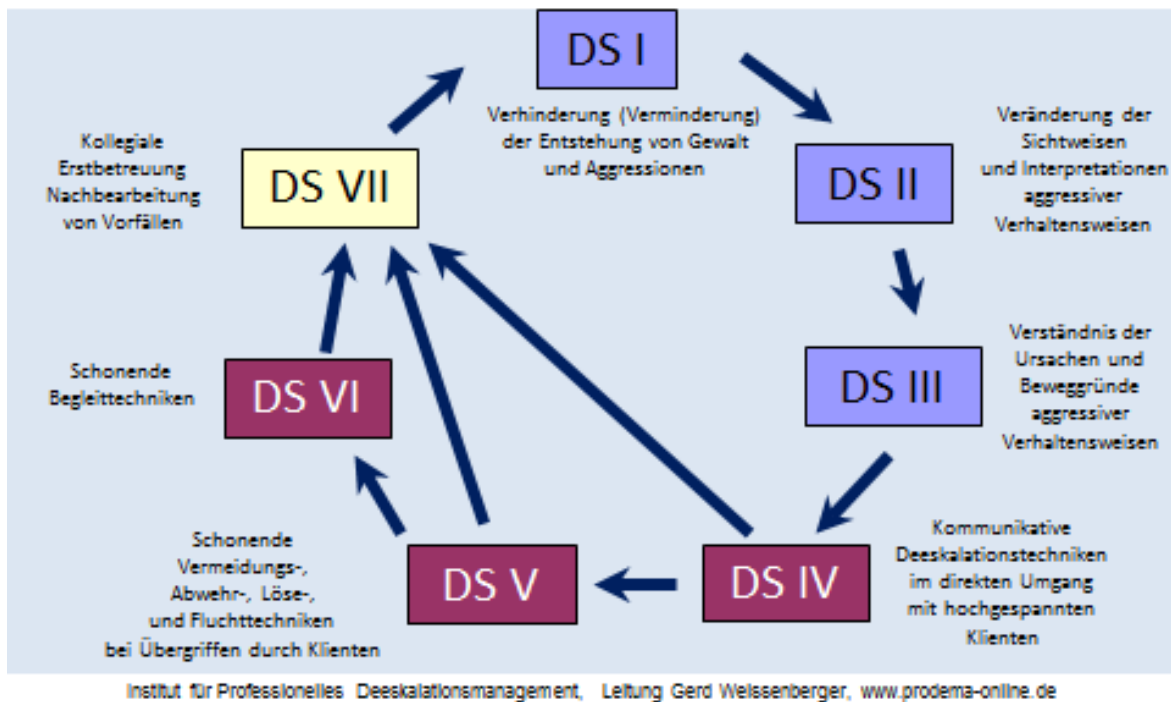 DS I
Verhinderung (Verminderung)
der Entstehung von Gewalt
und Aggressionen
DS II
Veränderung der
Sichtweisen
und Interpretationen
aggressiver
Verhaltensweisen
DS III
Verständnis der
Ursachen und
Beweggründe
aggressiver
Verhaltensweisen
DS IV
Kommunikative
Deeskalationstechniken
im direkten Umgang
mit hochgespannten
Klienten
DS V
Schonende
Vermeidungs-,
Abwehr-, Löse-,
und Fluchttechniken
bei Übergriffen durch Klienten
DS VI
Schonende
Begleittechniken
DS VII
Kollegiale
Erstbetreuung
Nachbearbeitung
von Vorfällen
Institut für Professionelles Deeskalationsmanagement, Leitung Gerd Weissenberger, www.prodema-online.de